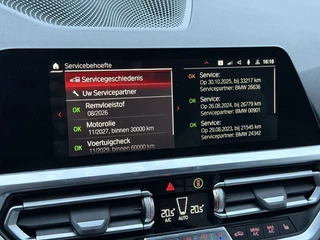 Servicebehoefte
16:16
Servicegeschiedenis
Uw Servicepartner
OK Remvloeistof
08/2026
OK Motorolie
11/2027, binnen 30000 km
OK Voertuigcheck
11/2029, binnen 60000 km
OK Service:
Op 30.10.2025, bij 33217 km
Servicepartner: BMW 26636
OK Service:
Op 26.08.2024, bij 26779 km
Servicepartner: BMW 00901
OK Service:
Op 29.08.2023, bij 21545 km
Servicepartner: BMW 24342
20.5 AUTO 20.5
A/C A/C